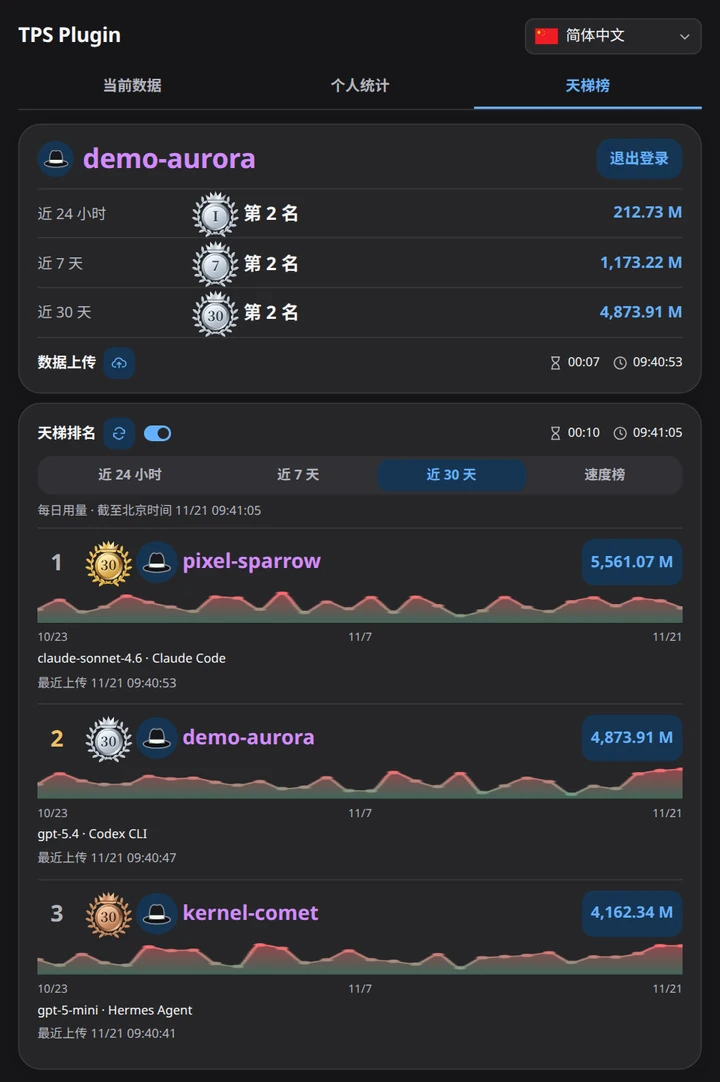 TPS Plugin
简体中文
当前数据 个人统计 天梯榜
demo-aurora 退出登录
近 24 小时 1 第 2 名 212.73 M
近 7 天 7 第 2 名 1,173.22 M
近 30 天 30 第 2 名 4,873.91 M
数据上传 00:07 09:40:53
天梯排名 00:10 09:41:05
近 24 小时 近 7 天 近 30 天 速度榜
每日用量 · 截至北京时间 11/21 09:41:05
1 30 pixel-sparrow 5,561.07 M
10/23 11/7 11/21
claude-sonnet-4.6 · Claude Code
最近上传 11/21 09:40:53
2 30 demo-aurora 4,873.91 M
10/23 11/7 11/21
gpt-5.4 · Codex CLI
最近上传 11/21 09:40:47
3 30 kernel-comet 4,162.34 M
10/23 11/7 11/21
gpt-5-mini · Hermes Agent
最近上传 11/21 09:40:41